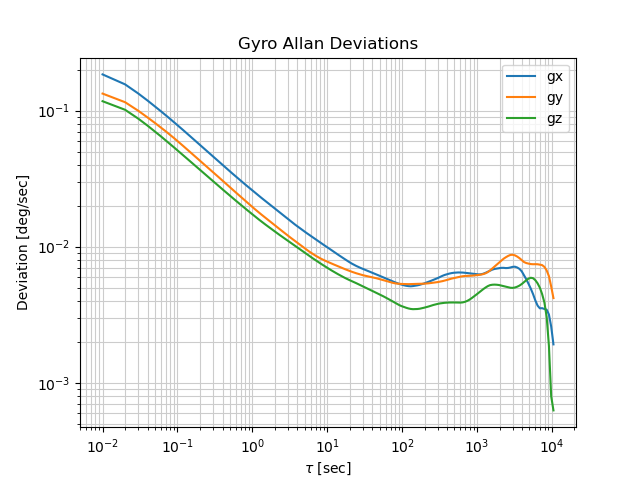 Gyro Allan Deviations
gx
gy
gz
Deviation [deg/sec]
10⁻¹
10⁻²
10⁻³
10⁻² 10⁻¹ 10⁰ 10¹ 10² 10³ 10⁴
τ [sec]